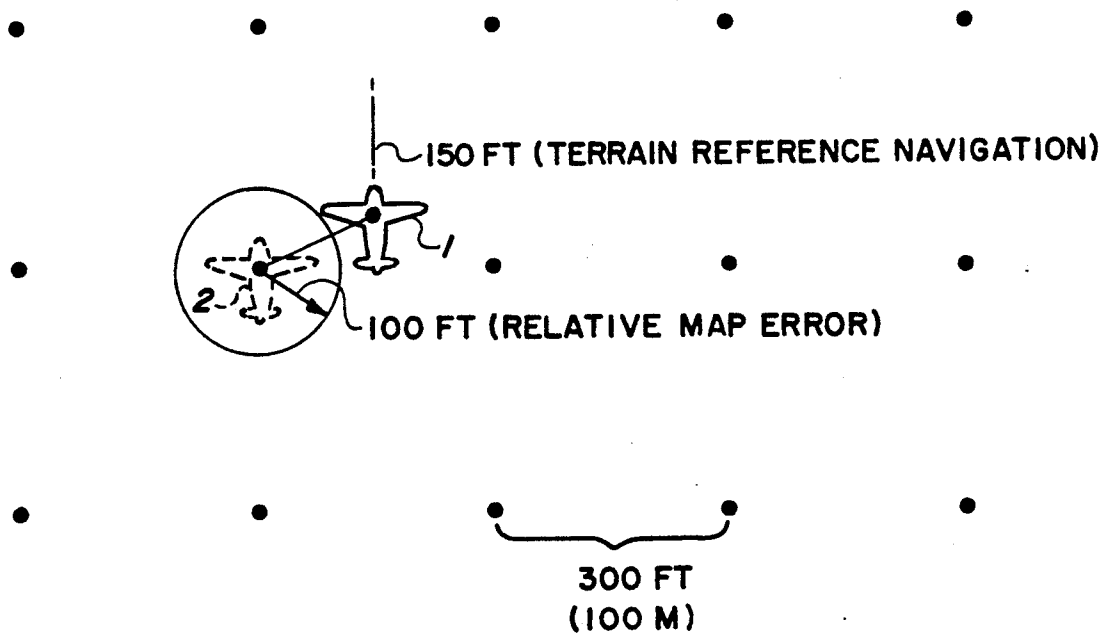 150 FT (TERRAIN REFERENCE NAVIGATION)
1
2
100 FT (RELATIVE MAP ERROR)
300 FT
(100 M)